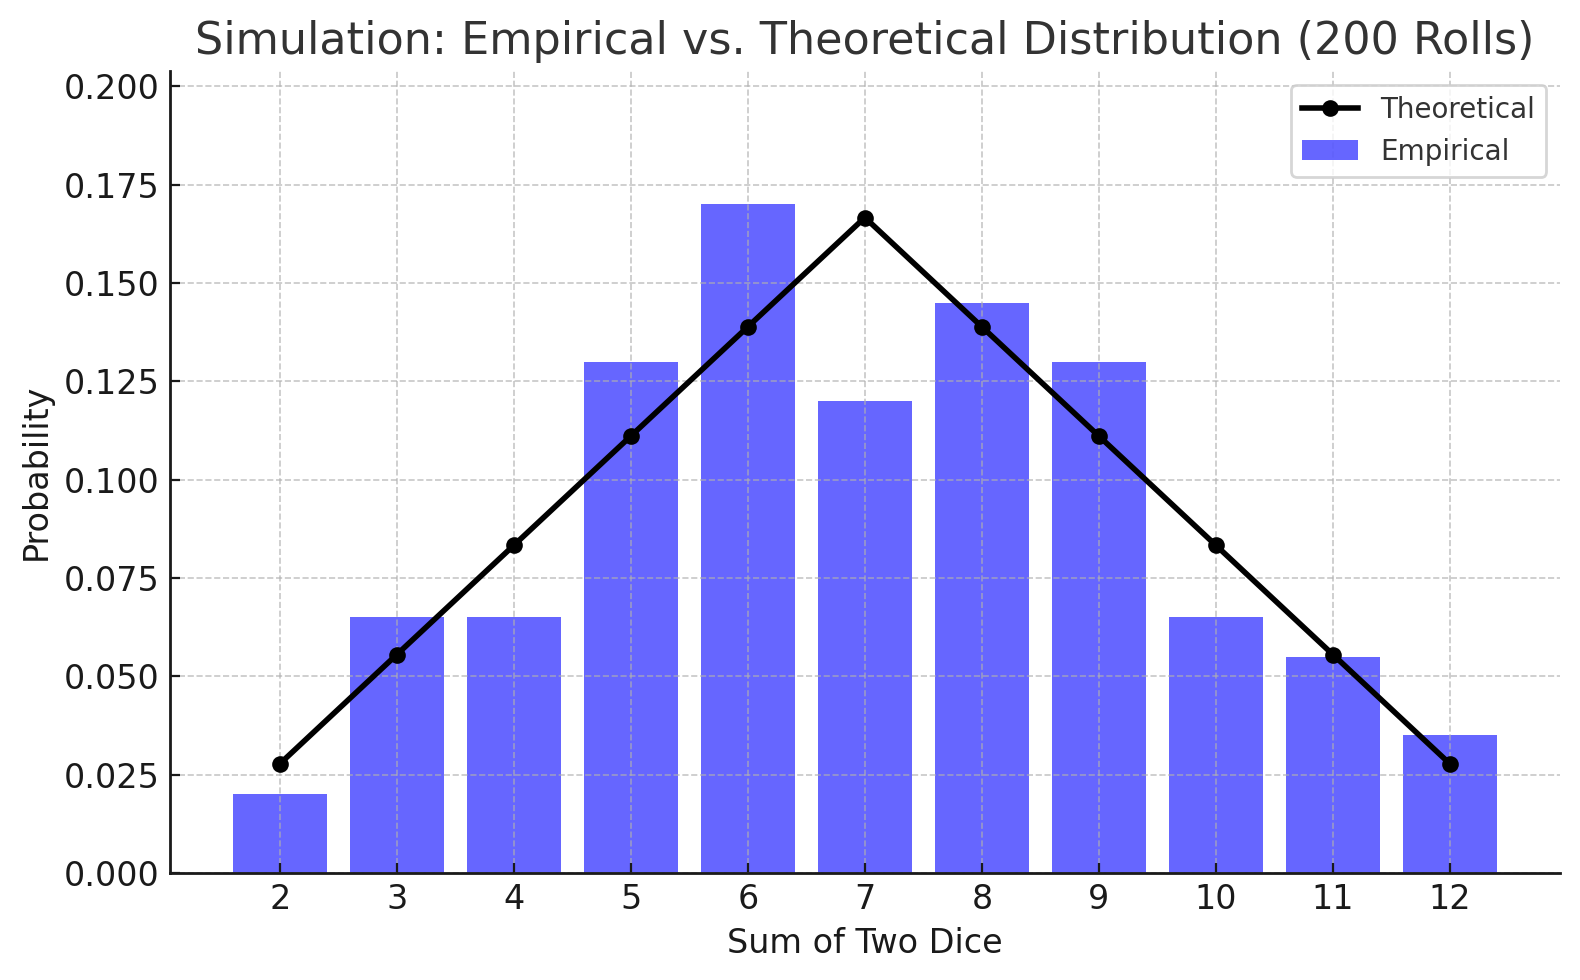 Simulation: Empirical vs. Theoretical Distribution (200 Rolls)
Theoretical
Empirical
Probability
0.200
0.175
0.150
0.125
0.100
0.075
0.050
0.025
0.000
2 3 4 5 6 7 8 9 10 11 12
Sum of Two Dice